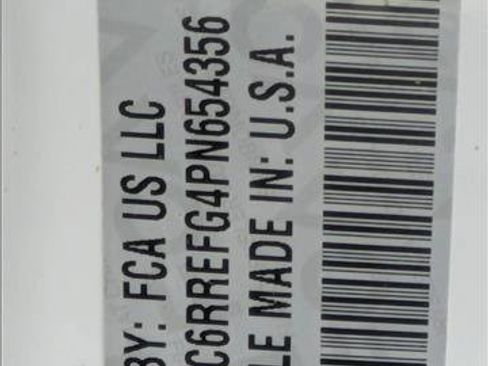 BY: FCA US LLC
C6RREFG4PN654356
LE MADE IN: U.S.A.